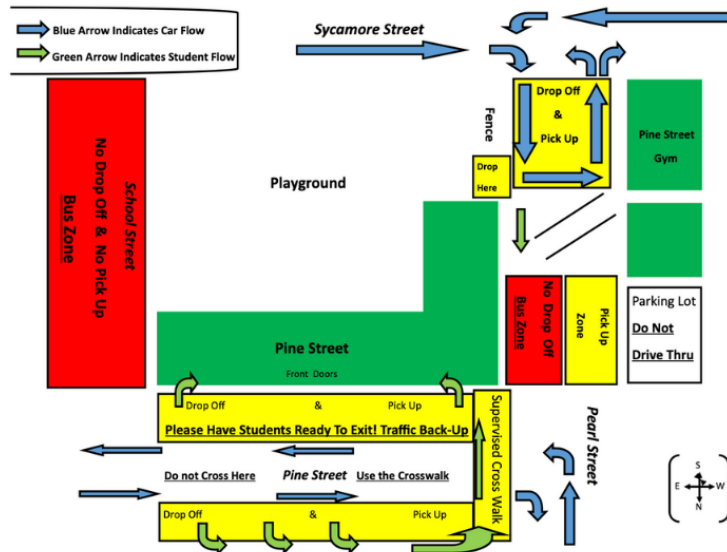 Blue Arrow Indicates Car Flow
Green Arrow Indicates Student Flow
Sycamore Street
School Street
No Drop Off & No Pick Up
Bus Zone
Playground
Fence
Drop Off
&
Pick Up
Drop
Here
Pine Street
Gym
No Drop Off
Bus Zone
Pick Up
Zone
Parking Lot
Do Not
Drive Thru
Pine Street
Front Doors
Drop Off & Pick Up
Please Have Students Ready To Exit! Traffic Back-Up
Supervised Cross Walk
Pearl Street
Do not Cross Here
Pine Street
Use the Crosswalk
Drop Off & Pick Up
S
E
W
N